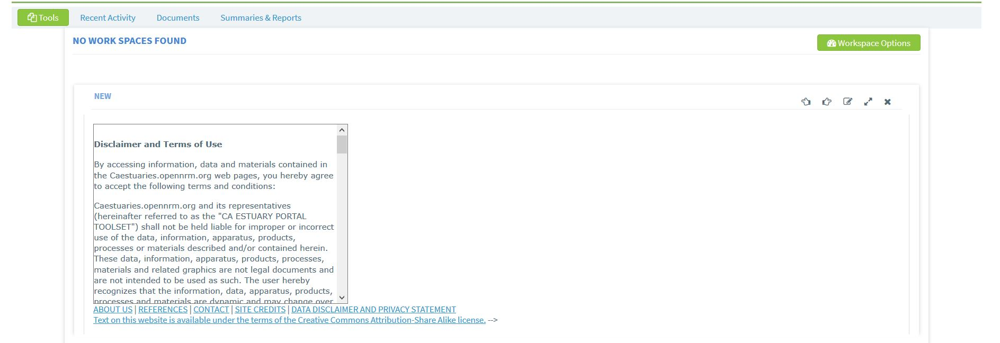 Tools Recent Activity Documents Summaries & Reports
NO WORK SPACES FOUND
Workspace Options
NEW
Disclaimer and Terms of Use
By accessing information, data and materials contained in
the Caestuaries.opennrm.org web pages, you hereby agree
to accept the following terms and conditions:
Caestuaries.opennrm.org and its representatives
(hereinafter referred to as the "CA ESTUARY PORTAL
TOOLSET") shall not be held liable for improper or incorrect
use of the data, information, apparatus, products,
processes or materials described and/or contained herein.
These data, information, apparatus, products, processes,
materials and related graphics are not legal documents and
are not intended to be used as such. The user hereby
recognizes that the information, data, apparatus, products,
processes and materials are dynamic and may change over
ABOUT US | REFERENCES | CONTACT | SITE CREDITS | DATA DISCLAIMER AND PRIVACY STATEMENT
Text on this website is available under the terms of the Creative Commons Attribution-Share Alike license. -->